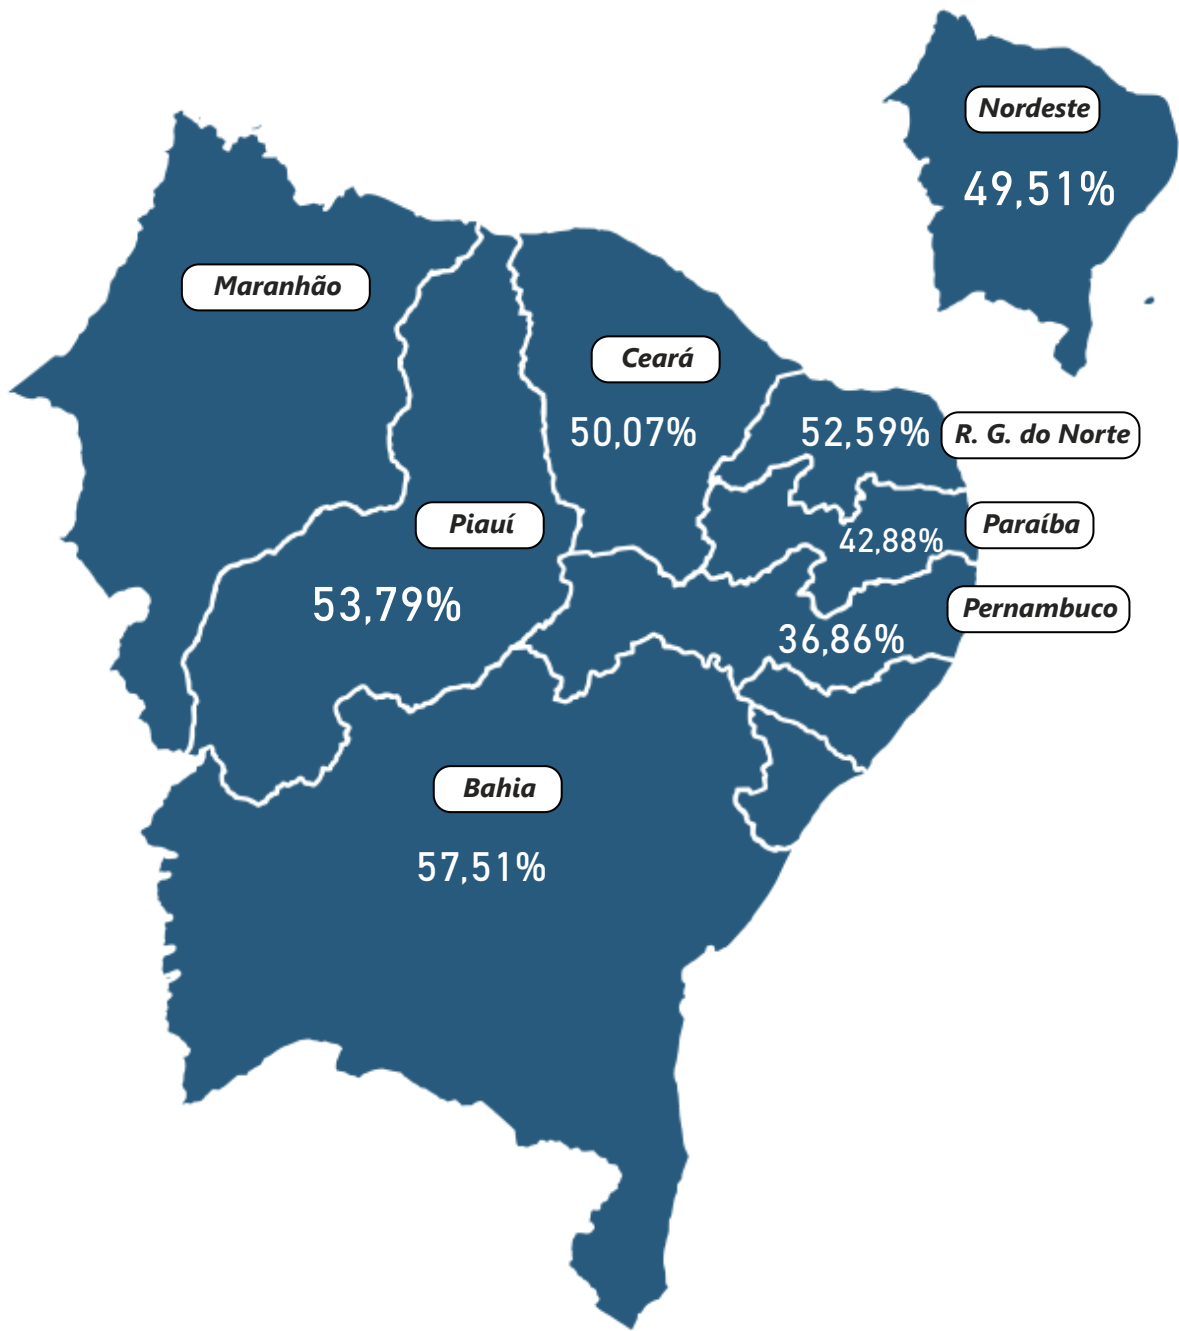 Nordeste
49,51%
Maranhão
Ceará
50,07%
52,59%
R. G. do Norte
Piauí
53,79%
Paraíba
42,88%
Pernambuco
36,86%
Bahia
57,51%